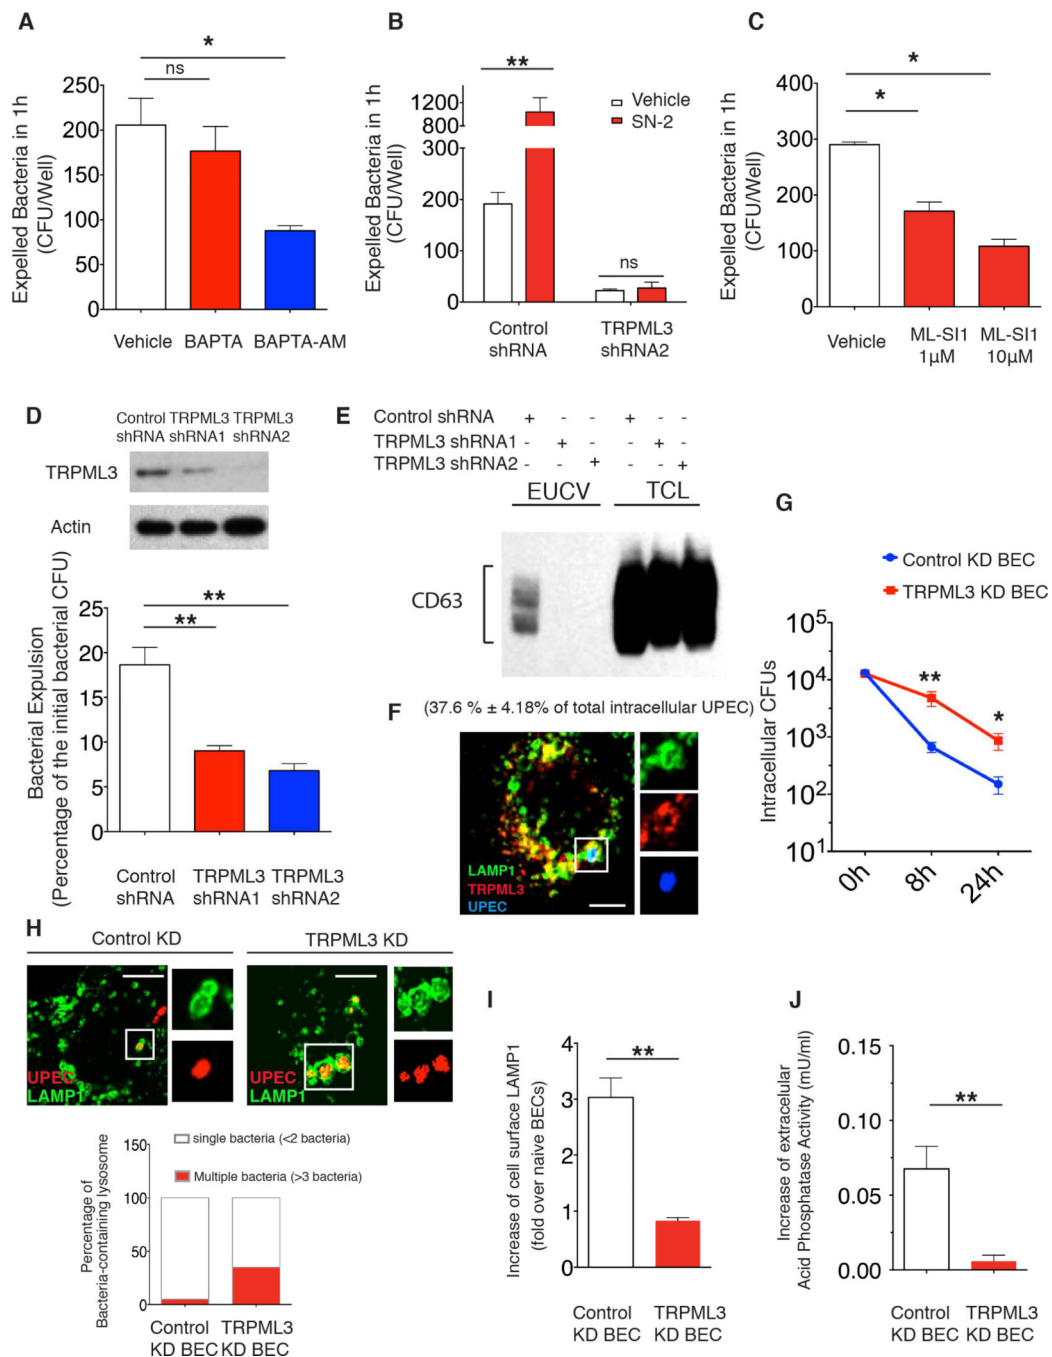 A
*
ns
Expelled Bacteria in 1h
(CFU/Well)
250
200
150
100
50
0
Vehicle BAPTA BAPTA-AM
B
**
Vehicle
SN-2
ns
Expelled Bacteria in 1h
(CFU/Well)
1200
800
300
200
100
0
Control
shRNA
TRPML3
shRNA2
C
*
*
Expelled Bacteria in 1h
(CFU/Well)
400
300
200
100
0
Vehicle
ML-SI1
1µM
ML-SI1
10µM
D
Control TRPML3 TRPML3
shRNA shRNA1 shRNA2
TRPML3
Actin
**
**
Bacterial Expulsion
(Percentage of the initial bacterial CFU)
25
20
15
10
5
0
Control
shRNA
TRPML3
shRNA1
TRPML3
shRNA2
E
Control shRNA + - - + - -
TRPML3 shRNA1 - + - - + -
TRPML3 shRNA2 - - + - - +
EUCV TCL
CD63
F
(37.6 % ± 4.18% of total intracellular UPEC)
LAMP1
TRPML3
UPEC
G
Control KD BEC
TRPML3 KD BEC
Intracellular CFUs
10^5
10^4
10^3
10^2
10^1
**
*
0h 8h 24h
H
Control KD TRPML3 KD
UPEC
LAMP1
UPEC
LAMP1
single bacteria (<2 bacteria)
Multiple bacteria (>3 bacteria)
Percentage of
Bacteria-containing lysosome
150
100
50
0
Control
KD BEC
TRPML3
KD BEC
I
**
Increase of cell surface LAMP1
(fold over naive BECs)
4
3
2
1
0
Control
KD BEC
TRPML3
KD BEC
J
**
Increase of extracelluar
Acid Phosphatase Activity (mU/ml)
0.15
0.10
0.05
0.00
Control
KD BEC
TRPML3
KD BEC